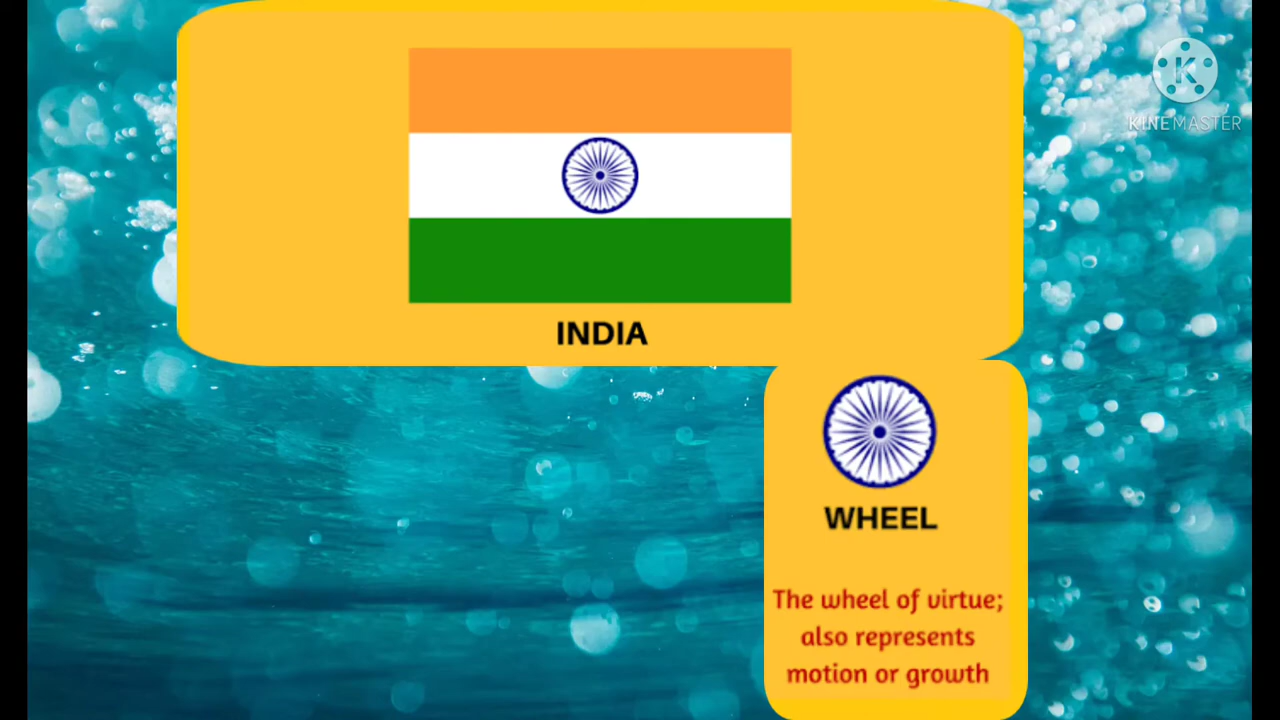 K
KINEMASTER
INDIA
WHEEL
The wheel of virtue;
also represents
motion or growth